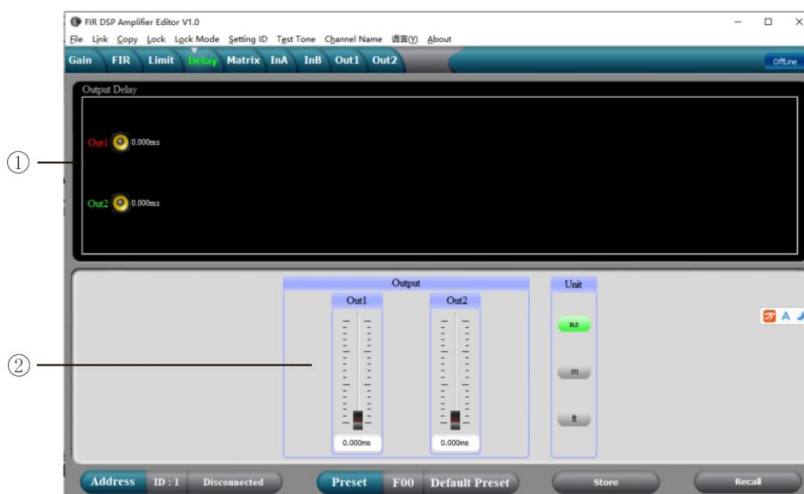 FIR DSP Amplifier Editor V1.0
File Link Copy Lock Lock Mode Setting ID Test Tone Channel Name 语言(Y) About
Gain FIR Limit Delay Matrix InA InB Out1 Out2 OffLine
Output Delay
① Out1 0.000ms
Out2 0.000ms
Output Unit
Out1 Out2
ms
②
m
ft
0.000ms 0.000ms
Address ID : 1 Disconnected Preset F00 Default Preset Store Recall